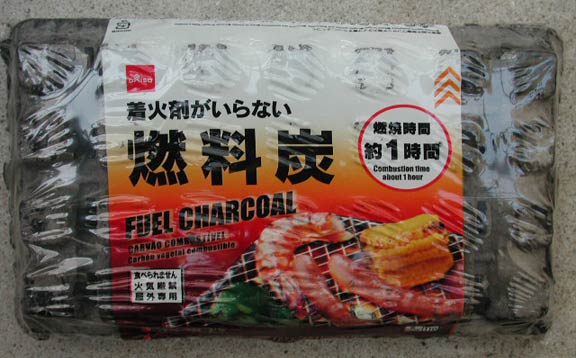 DAISO
着火剤がいらない
燃料炭
燃焼時間
約1時間
Combustion time
about 1 hour
FUEL CHARCOAL
CARVÃO COMBUSTÍVEL
Carbón vegetal combustible
食べられません
火気厳禁
屋外専用